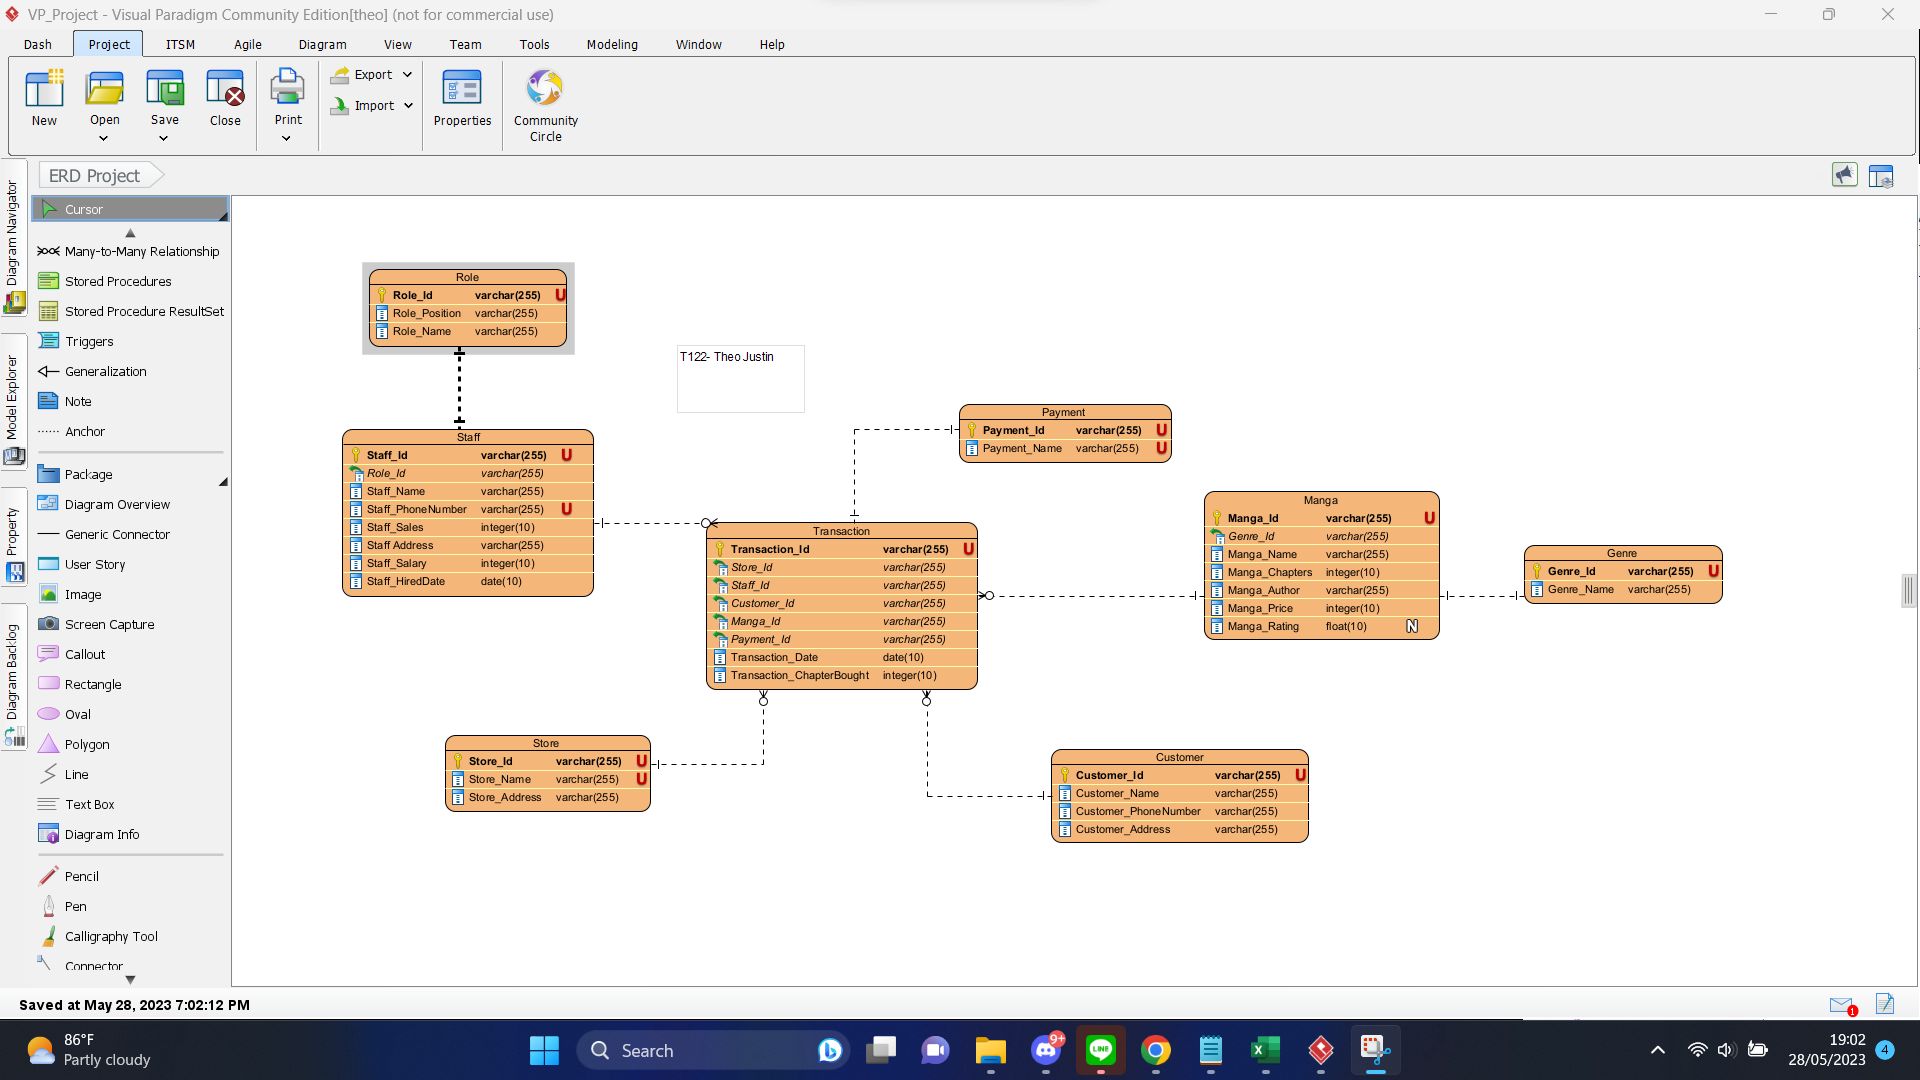 VP_Project - Visual Paradigm Community Edition[theo] (not for commercial use)
Dash Project ITSM Agile Diagram View Team Tools Modeling Window Help
New Open Save Close Print Export Import Properties Community Circle
ERD Project
Diagram Navigator
Model Explorer
Property
Diagram Backlog
Cursor
Many-to-Many Relationship
Stored Procedures
Stored Procedure ResultSet
Triggers
Generalization
Note
Anchor
Package
Diagram Overview
Generic Connector
User Story
Image
Screen Capture
Callout
Rectangle
Oval
Polygon
Line
Text Box
Diagram Info
Pencil
Pen
Calligraphy Tool
Connector
Role
Role_Id varchar(255) U
Role_Position varchar(255)
Role_Name varchar(255)
T122- Theo Justin
Staff
Staff_Id varchar(255) U
Role_Id varchar(255)
Staff_Name varchar(255)
Staff_PhoneNumber varchar(255) U
Staff_Sales integer(10)
Staff Address varchar(255)
Staff_Salary integer(10)
Staff_HiredDate date(10)
Payment
Payment_Id varchar(255) U
Payment_Name varchar(255) U
Transaction
Transaction_Id varchar(255) U
Store_Id varchar(255)
Staff_Id varchar(255)
Customer_Id varchar(255)
Manga_Id varchar(255)
Payment_Id varchar(255)
Transaction_Date date(10)
Transaction_ChapterBought integer(10)
Manga
Manga_Id varchar(255) U
Genre_Id varchar(255)
Manga_Name varchar(255)
Manga_Chapters integer(10)
Manga_Author varchar(255)
Manga_Price integer(10)
Manga_Rating float(10) N
Genre
Genre_Id varchar(255) U
Genre_Name varchar(255)
Store
Store_Id varchar(255) U
Store_Name varchar(255) U
Store_Address varchar(255)
Customer
Customer_Id varchar(255) U
Customer_Name varchar(255)
Customer_PhoneNumber varchar(255)
Customer_Address varchar(255)
Saved at May 28, 2023 7:02:12 PM
1
86°F
Partly cloudy
Search
9+
LINE
19:02
28/05/2023
4